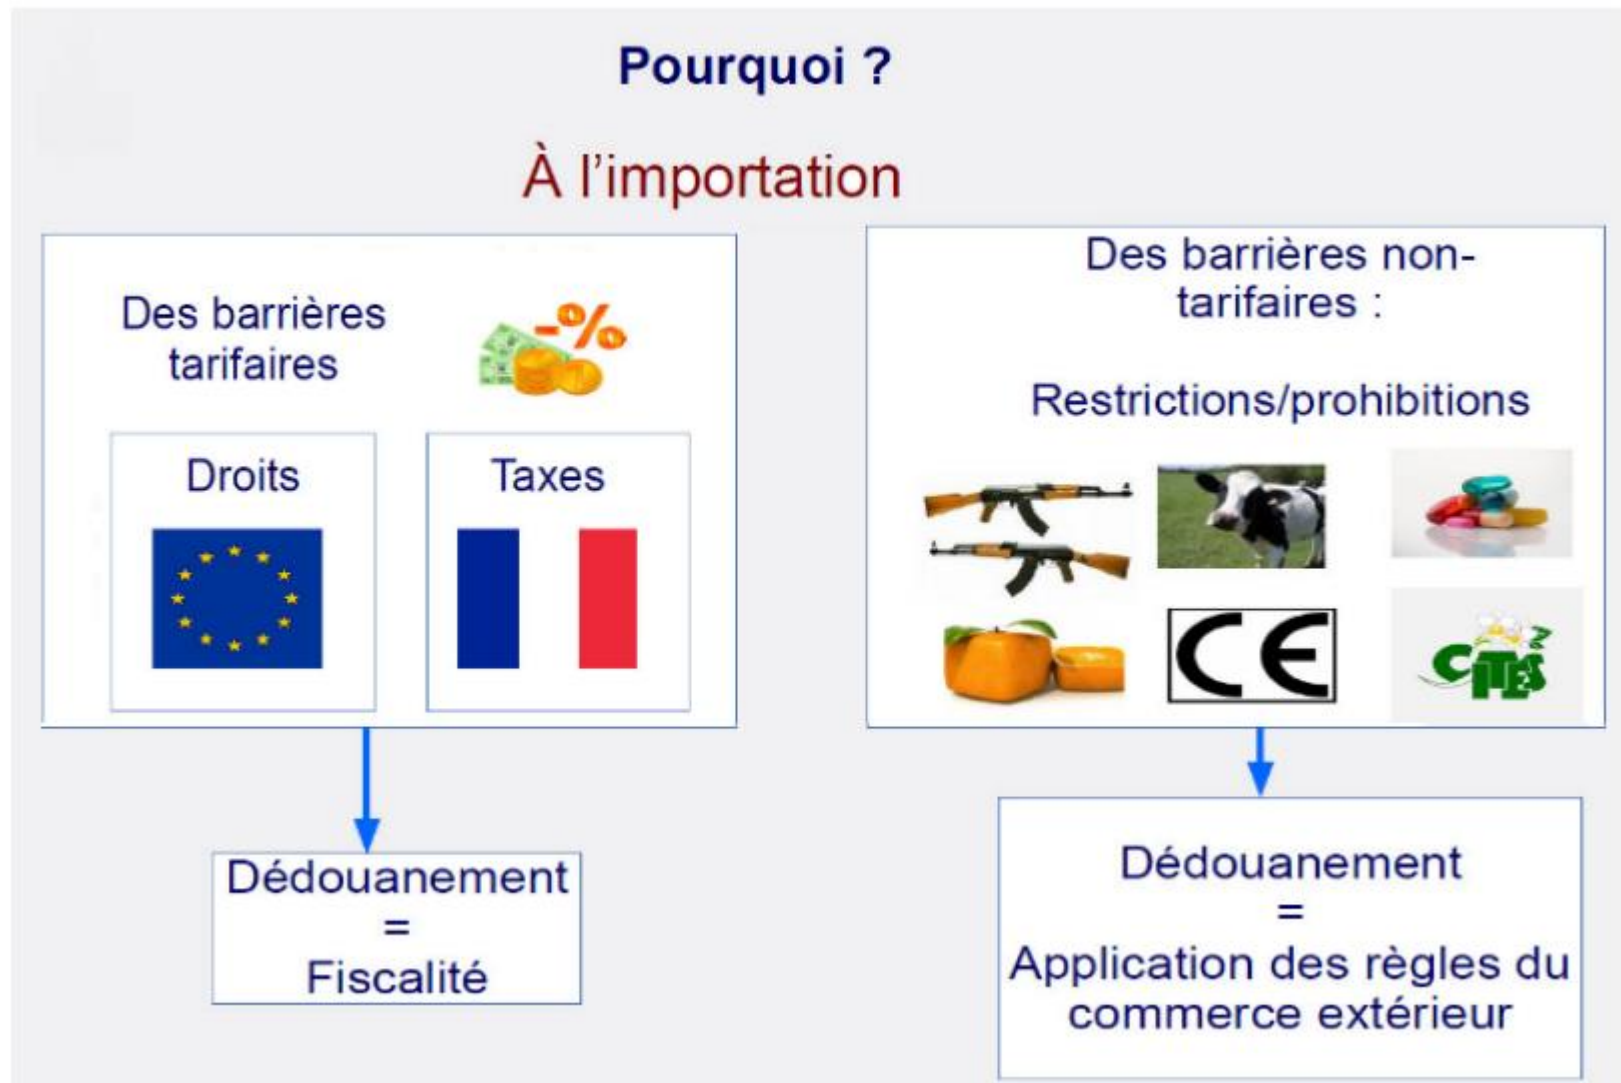 Pourquoi ?
À l’importation
Des barrières
tarifaires
-%
Droits
Taxes
Dédouanement
=
Fiscalité
Des barrières non-
tarifaires :
Restrictions/prohibitions
CE
CITES
Dédouanement
=
Application des règles du
commerce extérieur